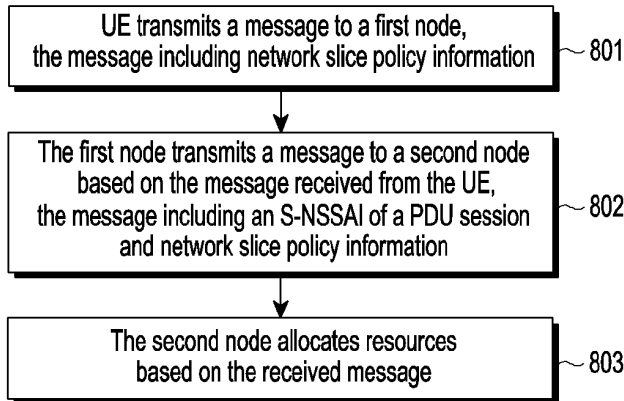 UE transmits a message to a first node,
the message including network slice policy information
801
The first node transmits a message to a second node
based on the message received from the UE,
the message including an S-NSSAI of a PDU session
and network slice policy information
802
The second node allocates resources
based on the received message
803